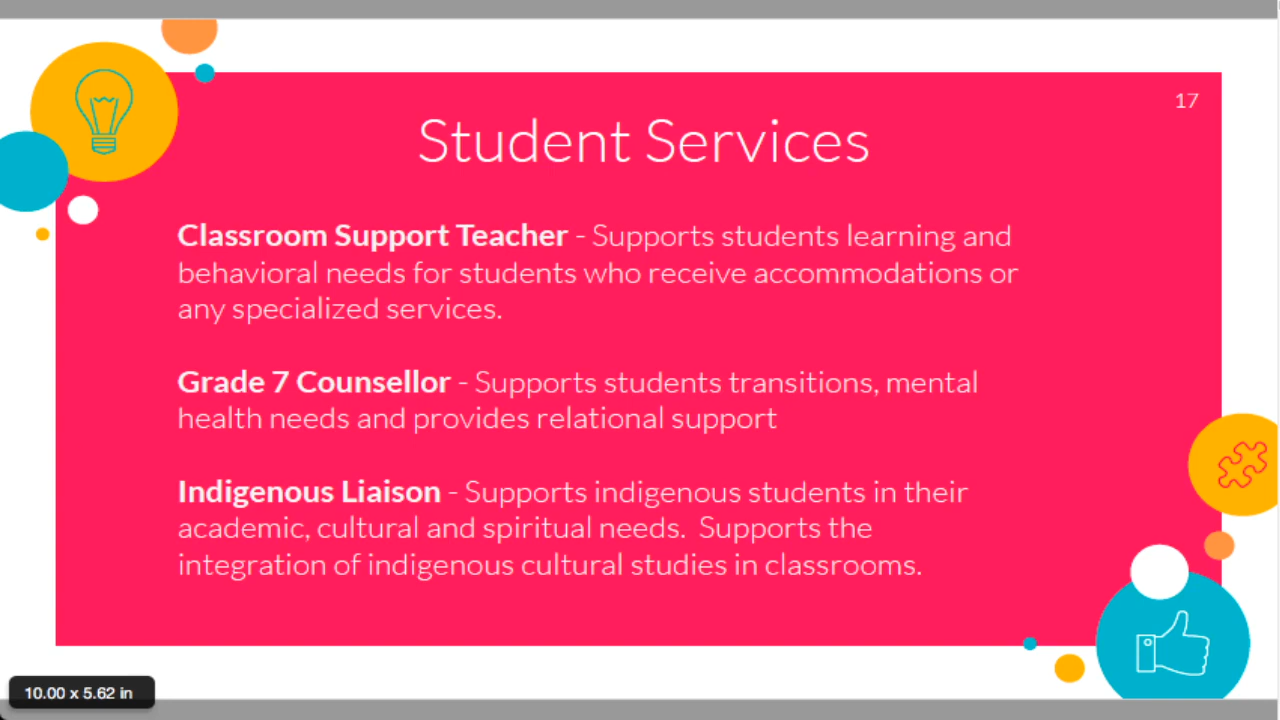 17
Student Services
Classroom Support Teacher - Supports students learning and
behavioral needs for students who receive accommodations or
any specialized services.
Grade 7 Counsellor - Supports students transitions, mental
health needs and provides relational support
Indigenous Liaison - Supports indigenous students in their
academic, cultural and spiritual needs.  Supports the
integration of indigenous cultural studies in classrooms.
10.00 x 5.62 in